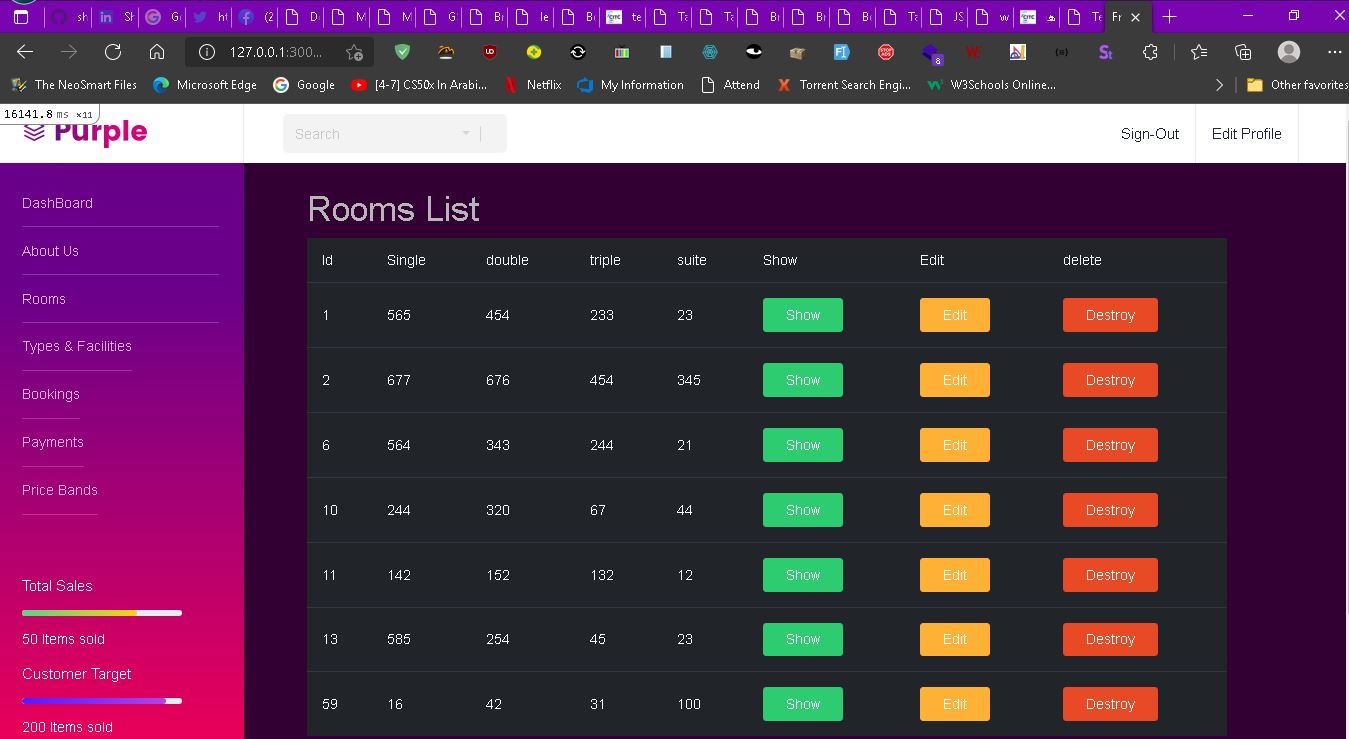 sh
Sh
G
ht
(2
D
M
M
G
B
le
B
te
Ta
Ta
B
B
B
Ta
JS
w
Te
Fr
127.0.0.1:300...
The NeoSmart Files
Microsoft Edge
Google
[4-7] CS50x In Arabi...
Netflix
My Information
Attend
Torrent Search Engi...
W3Schools Online...
Other favorites
16141.8 ms ×11
Purple
Search
Sign-Out
Edit Profile
DashBoard
About Us
Rooms
Types & Facilities
Bookings
Payments
Price Bands
Total Sales
50 Items sold
Customer Target
200 Items sold
Rooms List
Id Single double triple suite Show Edit delete
1 565 454 233 23 Show Edit Destroy
2 677 676 454 345 Show Edit Destroy
6 564 343 244 21 Show Edit Destroy
10 244 320 67 44 Show Edit Destroy
11 142 152 132 12 Show Edit Destroy
13 585 254 45 23 Show Edit Destroy
59 16 42 31 100 Show Edit Destroy